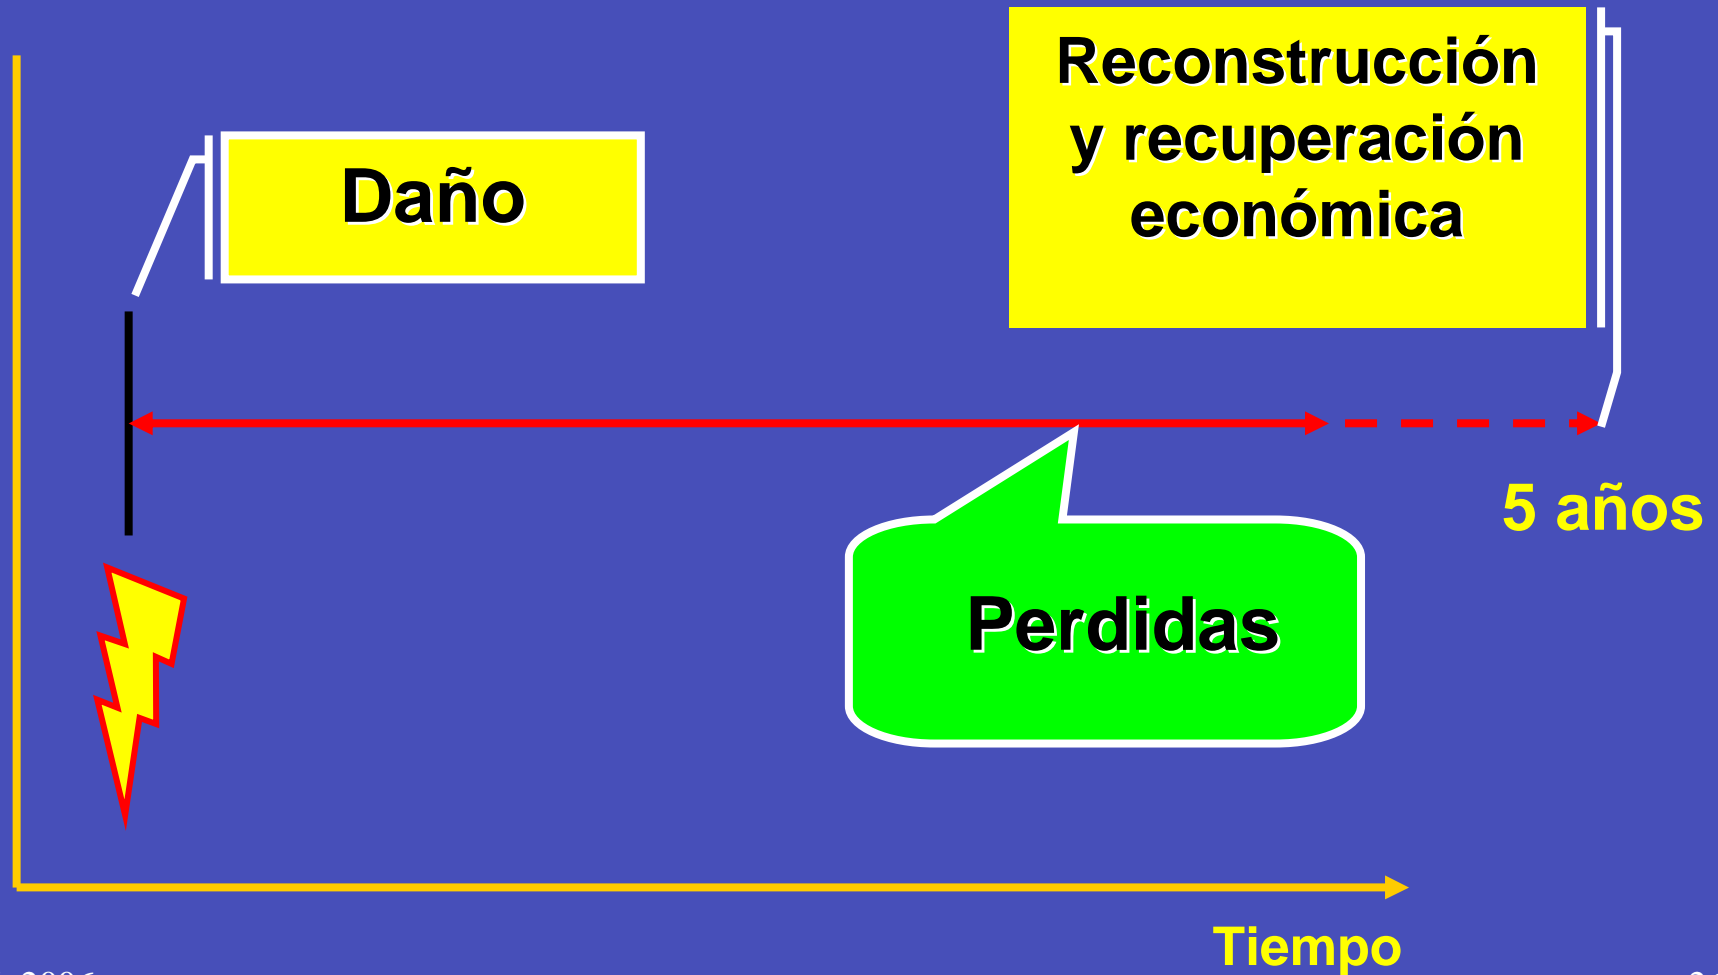 Reconstrucción
y recuperación
económica
Daño
5 años
Perdidas
Tiempo